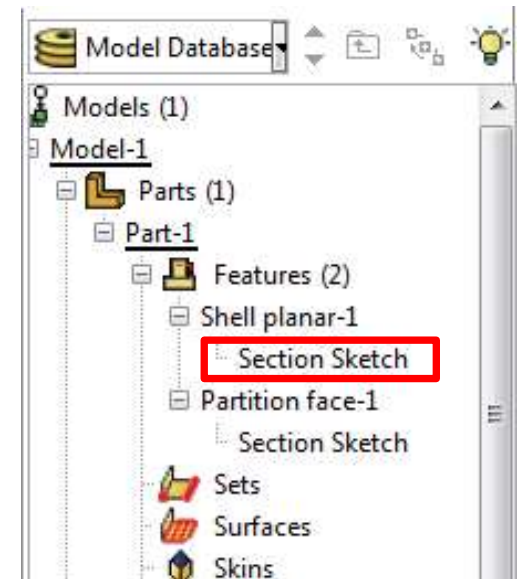 Model Database
Models (1)
Model-1
Parts (1)
Part-1
Features (2)
Shell planar-1
Section Sketch
Partition face-1
Section Sketch
Sets
Surfaces
Skins